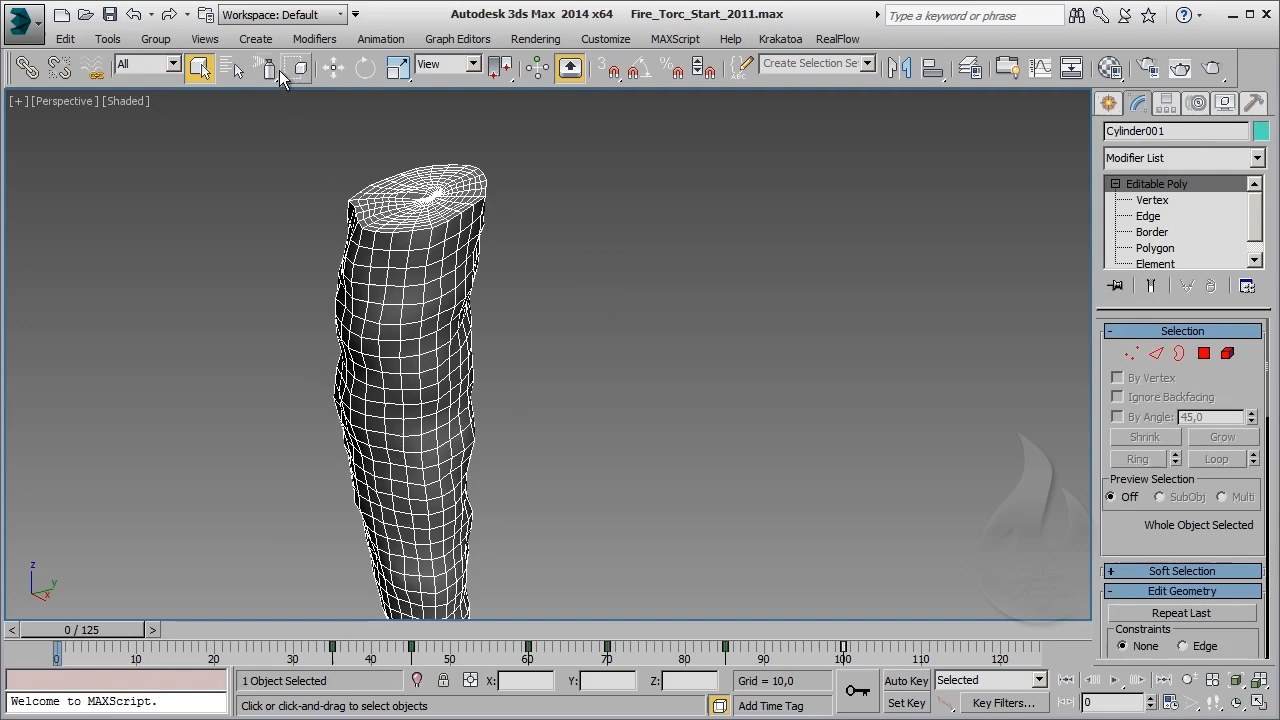 Workspace: Default
Autodesk 3ds Max 2014 x64 Fire_Torc_Start_2011.max
Type a keyword or phrase
Edit Tools Group Views Create Modifiers Animation Graph Editors Rendering Customize MAXScript Help Krakatoa RealFlow
All
View
3
Create Selection Se
[+] [Perspective] [Shaded]
Cylinder001
Modifier List
Editable Poly
Vertex
Edge
Border
Polygon
Element
- Selection
By Vertex
Ignore Backfacing
By Angle: 45,0
Shrink Grow
Ring Loop
Preview Selection
Off SubObj Multi
Whole Object Selected
+ Soft Selection
- Edit Geometry
Repeat Last
Constraints
None Edge
z
y
x
< 0 / 125 >
0 10 20 30 40 50 60 70 80 90 100 110 120
1 Object Selected X: Y: Z: Grid = 10,0 Auto Key Selected
Welcome to MAXScript. Click or click-and-drag to select objects Add Time Tag Set Key Key Filters... 0